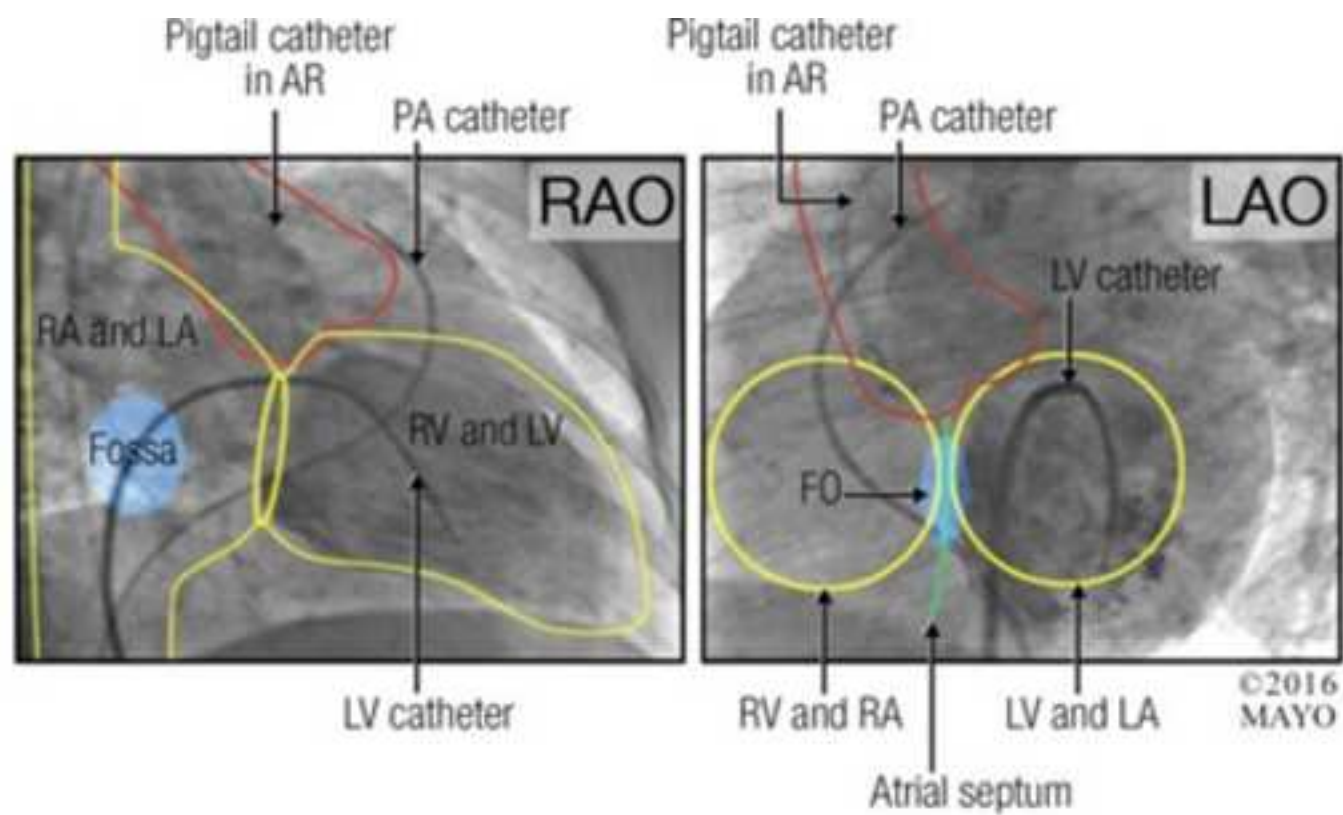 Pigtail catheter
in AR
PA catheter
RAO
RA and LA
Fossa
RV and LV
LV catheter
Pigtail catheter
in AR
PA catheter
LAO
LV catheter
FO
RV and RA
LV and LA
Atrial septum
©2016
MAYO